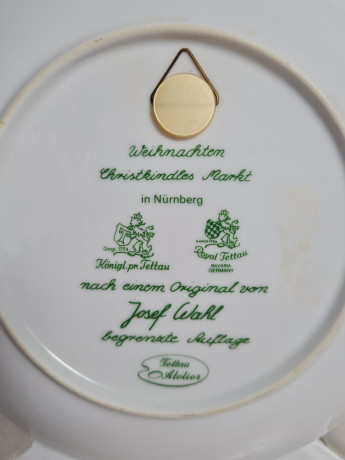 Weihnachten
Christkindles Markt
in Nürnberg
Königl. pr. Tettau
Royal Tettau
BAVARIA
GERMANY
nach einem Original von
Josef Wahl
begrenzte Auflage
Tettau
Atelier